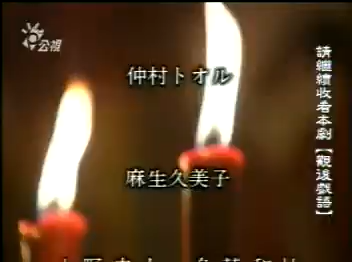 公視
仲村トオル
麻生久美子
請繼續收看本劇【觀後戲語】